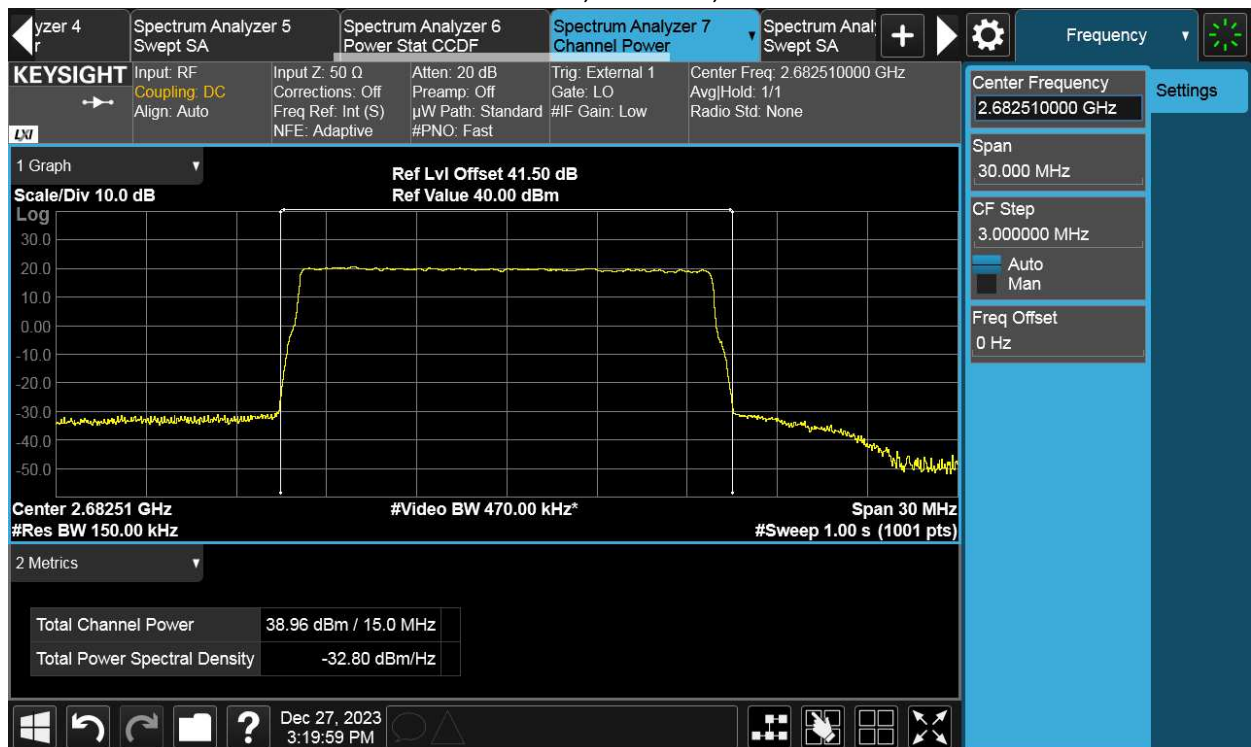 yzer 4
r
Spectrum Analyzer 5
Swept SA
Spectrum Analyzer 6
Power Stat CCDF
Spectrum Analyzer 7
Channel Power
Spectrum Anal
Swept SA
+
Frequency
KEYSIGHT
LXI
Input: RF
Coupling: DC
Align: Auto
Input Z: 50 Ω
Corrections: Off
Freq Ref: Int (S)
NFE: Adaptive
Atten: 20 dB
Preamp: Off
µW Path: Standard
#PNO: Fast
Trig: External 1
Gate: LO
#IF Gain: Low
Center Freq: 2.682510000 GHz
Avg|Hold: 1/1
Radio Std: None
Center Frequency
2.682510000 GHz
Settings
Span
30.000 MHz
CF Step
3.000000 MHz
Auto
Man
Freq Offset
0 Hz
1 Graph
Scale/Div 10.0 dB
Ref Lvl Offset 41.50 dB
Ref Value 40.00 dBm
Log
30.0
20.0
10.0
0.00
-10.0
-20.0
-30.0
-40.0
-50.0
Center 2.68251 GHz
#Video BW 470.00 kHz*
Span 30 MHz
#Res BW 150.00 kHz
#Sweep 1.00 s (1001 pts)
2 Metrics
Total Channel Power 38.96 dBm / 15.0 MHz
Total Power Spectral Density -32.80 dBm/Hz
?
Dec 27, 2023
3:19:59 PM